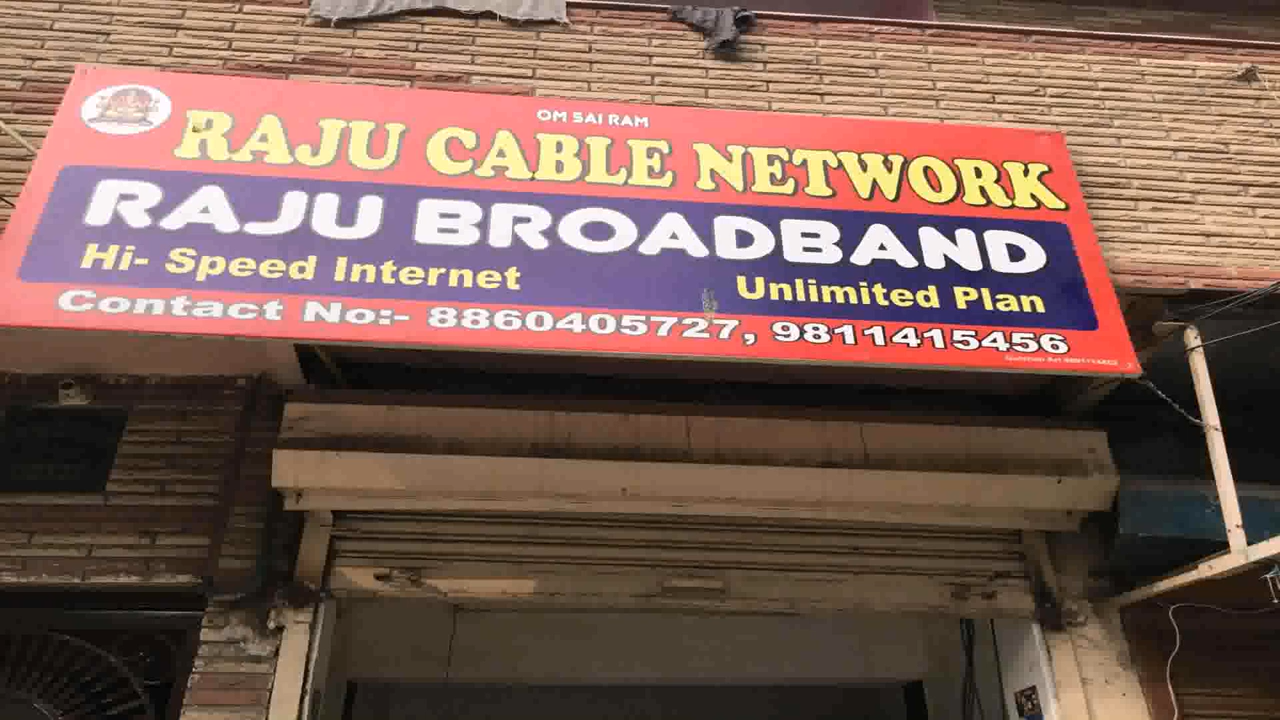 OM SAI RAM
RAJU CABLE NETWORK
RAJU BROADBAND
Hi- Speed Internet Unlimited Plan
Contact No:- 8860405727, 9811415456